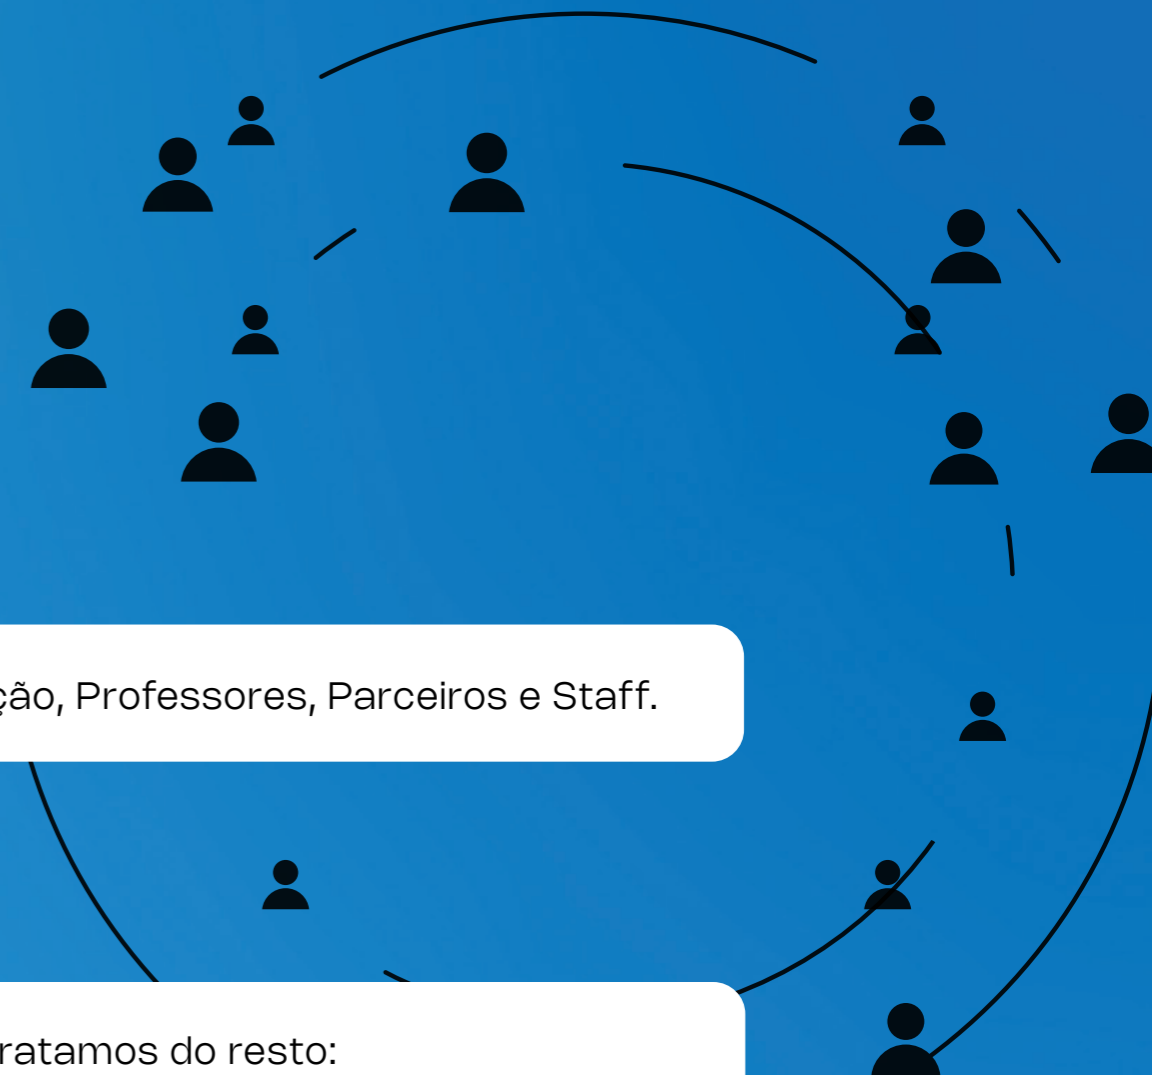 ção, Professores, Parceiros e Staff.
ratamos do resto: